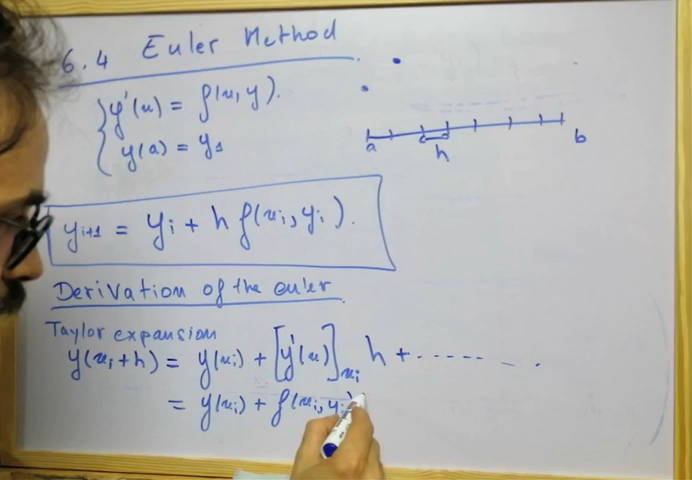 6.4 Euler Method
y'(x) = f(x, y).
y(a) = y1
a h b
yi+1 = yi + h f(xi, yi).
Derivation of the euler
Taylor expansion
y(xi + h) = y(xi) + [y'(x)]xi h + ....... .
= y(xi) + f(xi, yi)